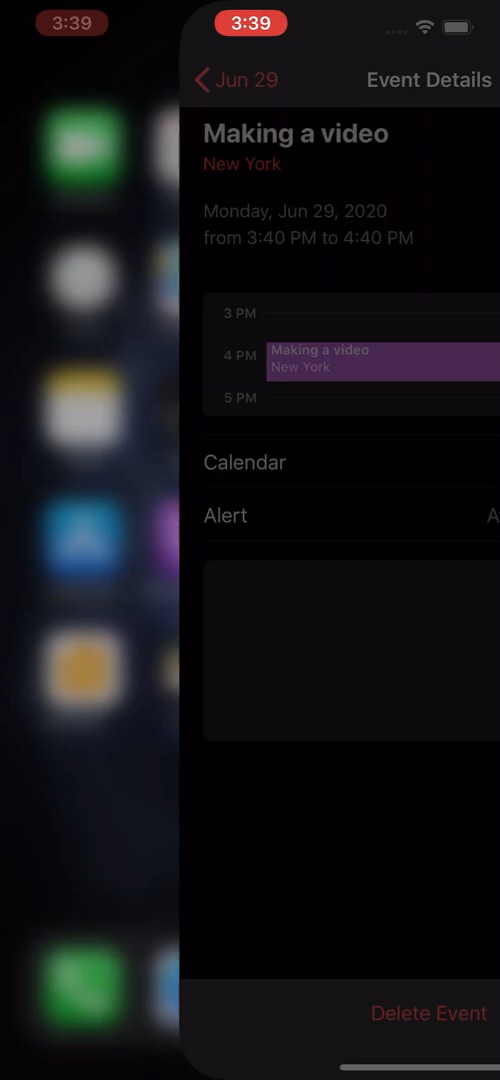 3:39
3:39
Jun 29
Event Details
Making a video
New York
Monday, Jun 29, 2020
from 3:40 PM to 4:40 PM
3 PM
4 PM
Making a video
New York
5 PM
Calendar
Alert
A
Delete Event